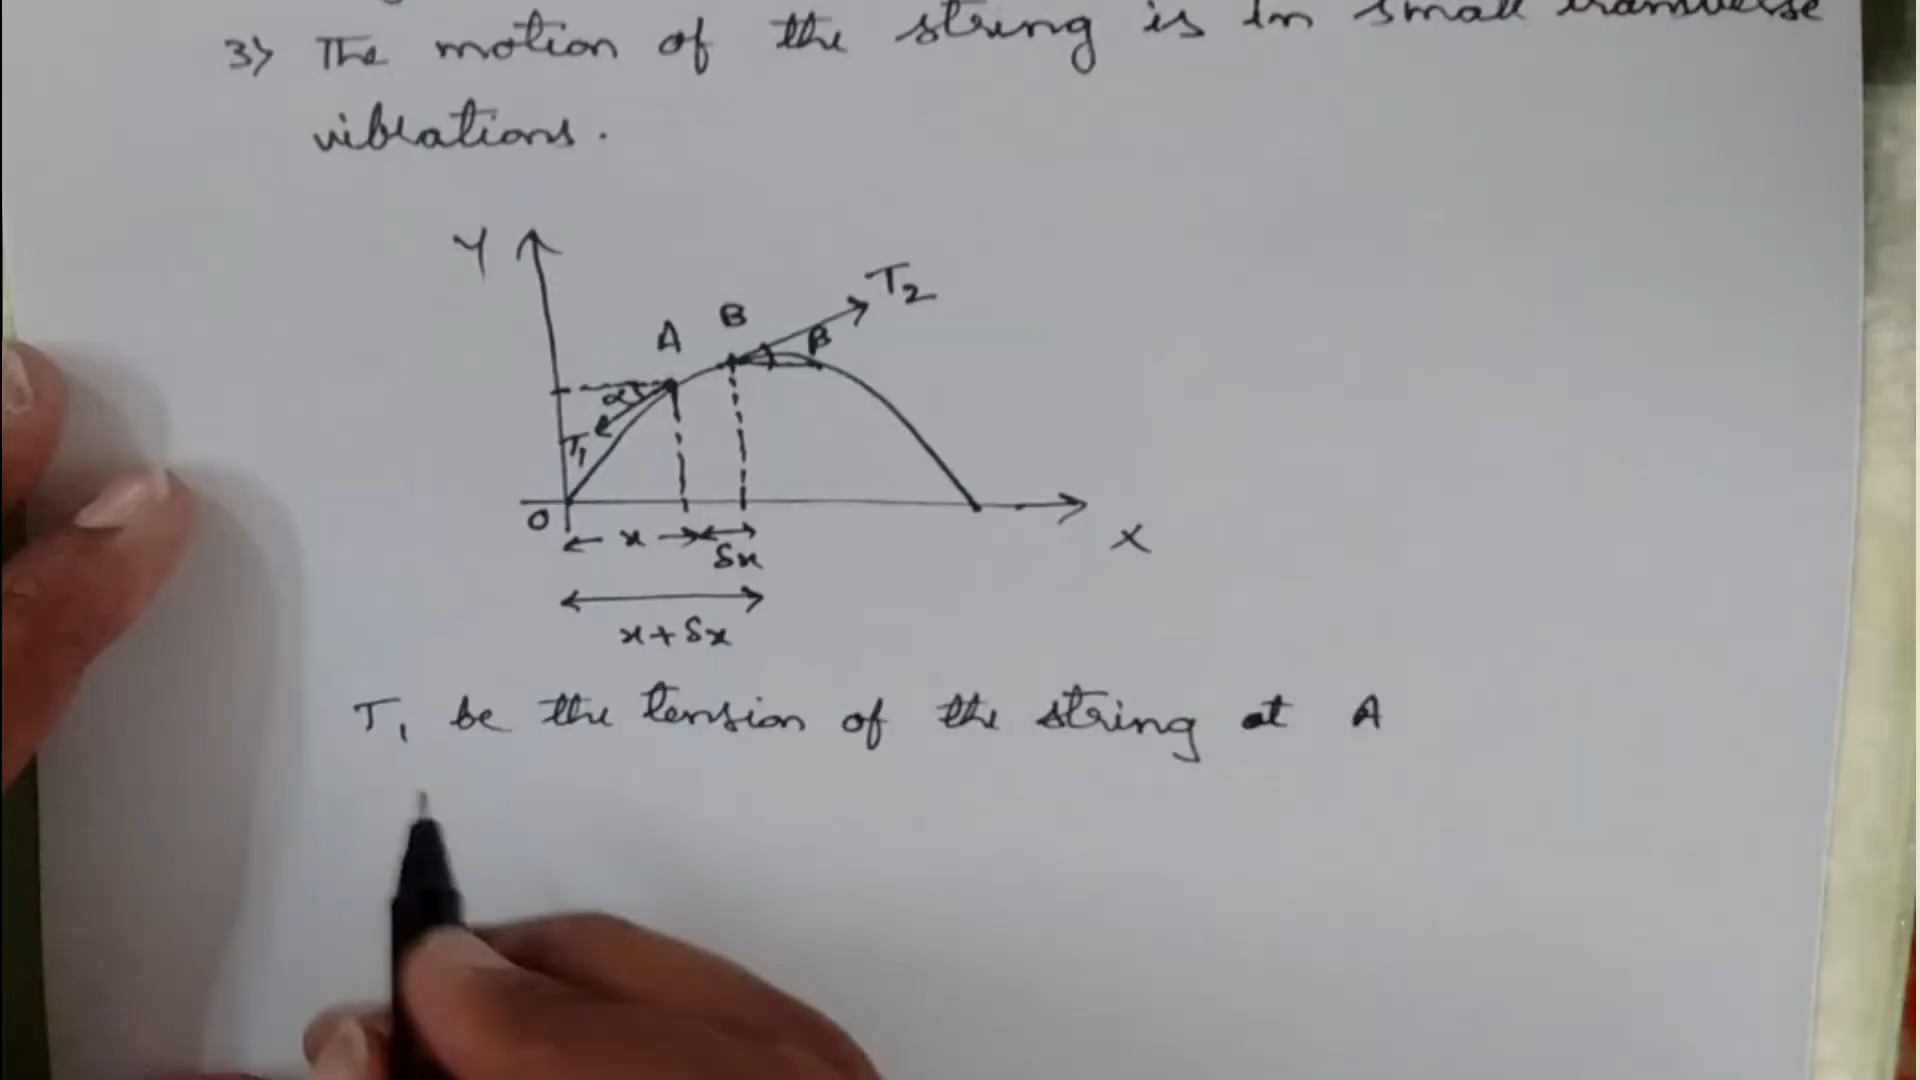 3) The motion of the string is in small transverse
vibrations.
Y
T2
B
A
β
α
T1
O
x
δx
X
x+δx
T1 be the tension of the string at A